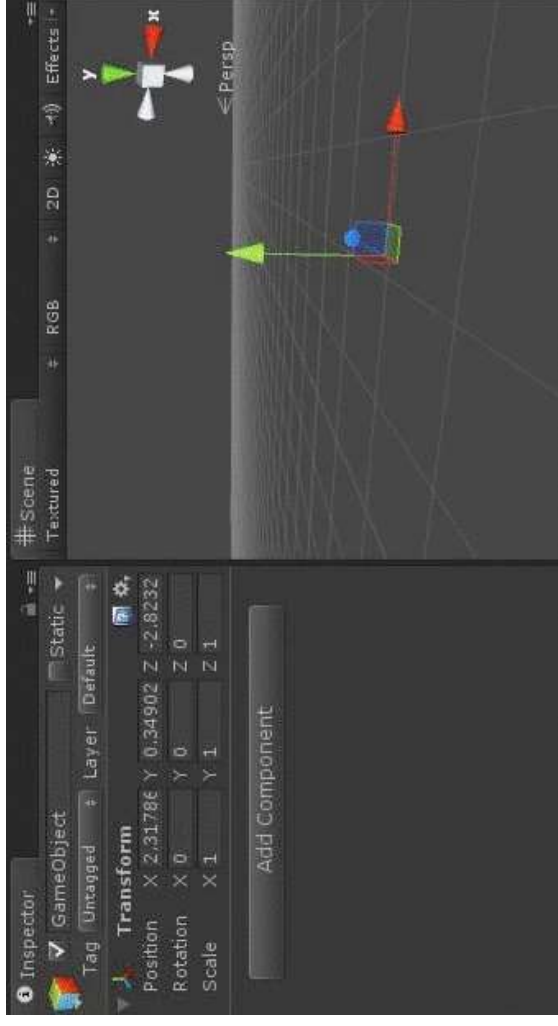 Inspector
GameObject
Static
Tag Untagged
Layer Default
Transform
Position X 2.31786 Y 0.34902 Z -2.8232
Rotation X 0 Y 0 Z 0
Scale X 1 Y 1 Z 1
Add Component
# Scene
Textured RGB 2D Effects
y
x
< Persp